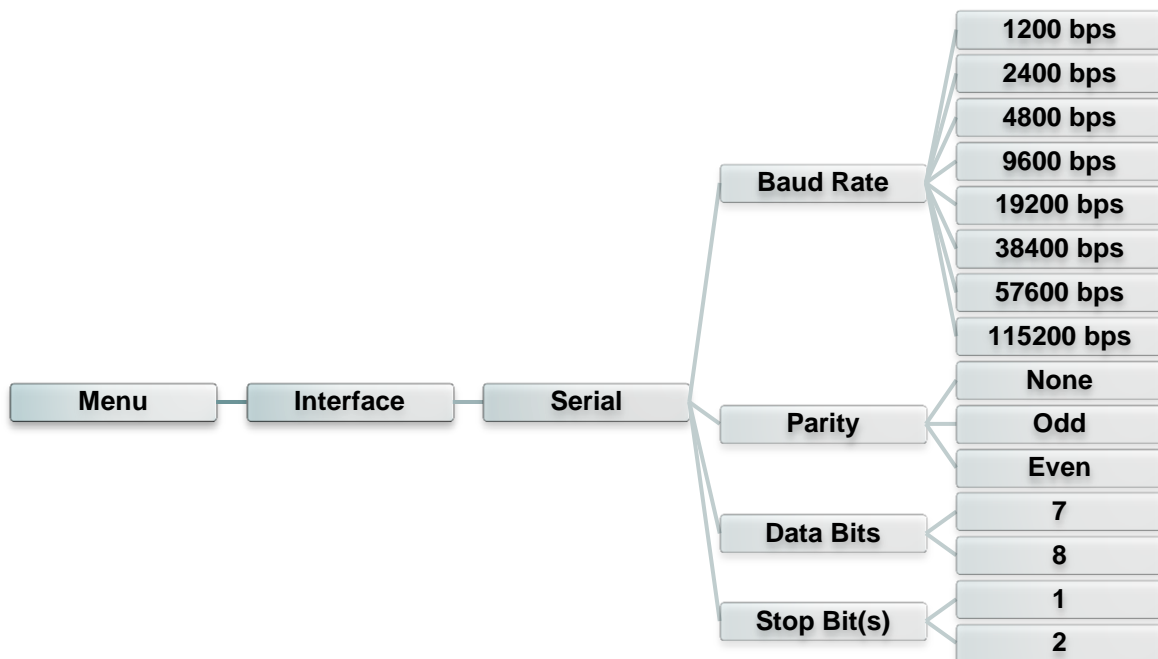 Menu
Interface
Serial
Baud Rate
1200 bps
2400 bps
4800 bps
9600 bps
19200 bps
38400 bps
57600 bps
115200 bps
Parity
None
Odd
Even
Data Bits
7
8
Stop Bit(s)
1
2